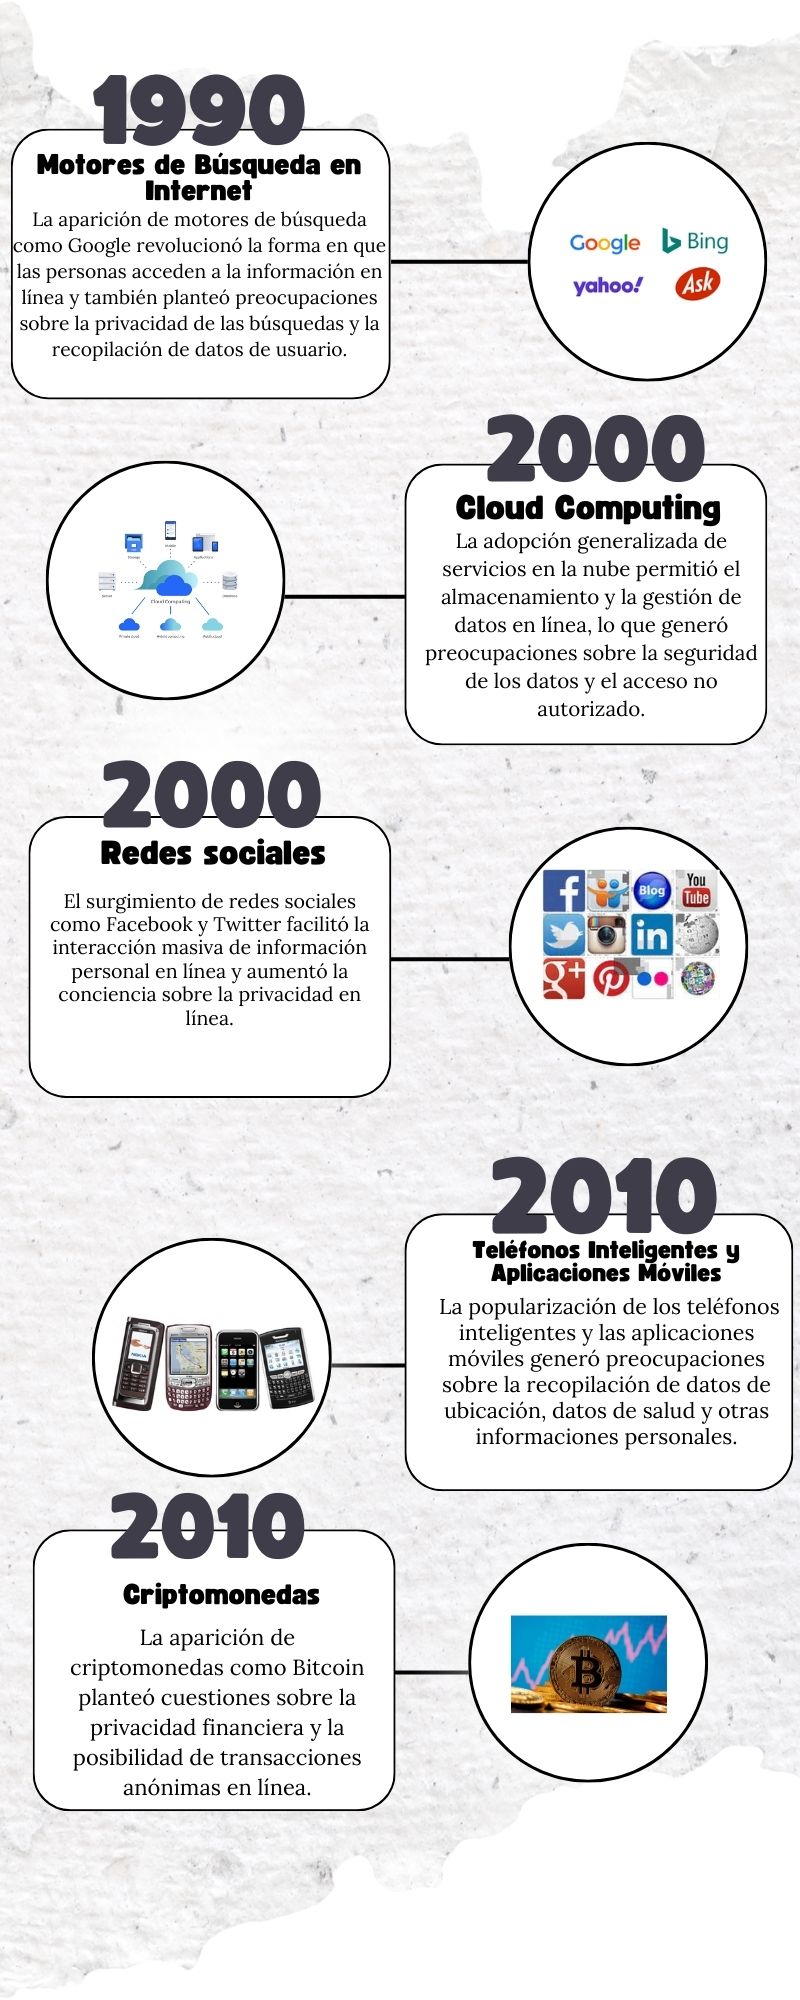 1990
Motores de Búsqueda en
Internet
La aparición de motores de búsqueda
como Google revolucionó la forma en que
las personas acceden a la información en
línea y también planteó preocupaciones
sobre la privacidad de las búsquedas y la
recopilación de datos de usuario.
Google Bing
yahoo! Ask
2000
Cloud Computing
La adopción generalizada de
servicios en la nube permitió el
almacenamiento y la gestión de
datos en línea, lo que generó
preocupaciones sobre la seguridad
de los datos y el acceso no
autorizado.
Cloud Computing
2000
Redes sociales
El surgimiento de redes sociales
como Facebook y Twitter facilitó la
interacción masiva de información
personal en línea y aumentó la
conciencia sobre la privacidad en
línea.
Blog
You
Tube
in
g+
2010
Teléfonos Inteligentes y
Aplicaciones Móviles
La popularización de los teléfonos
inteligentes y las aplicaciones
móviles generó preocupaciones
sobre la recopilación de datos de
ubicación, datos de salud y otras
informaciones personales.
NOKIA
2010
Criptomonedas
La aparición de
criptomonedas como Bitcoin
planteó cuestiones sobre la
privacidad financiera y la
posibilidad de transacciones
anónimas en línea.